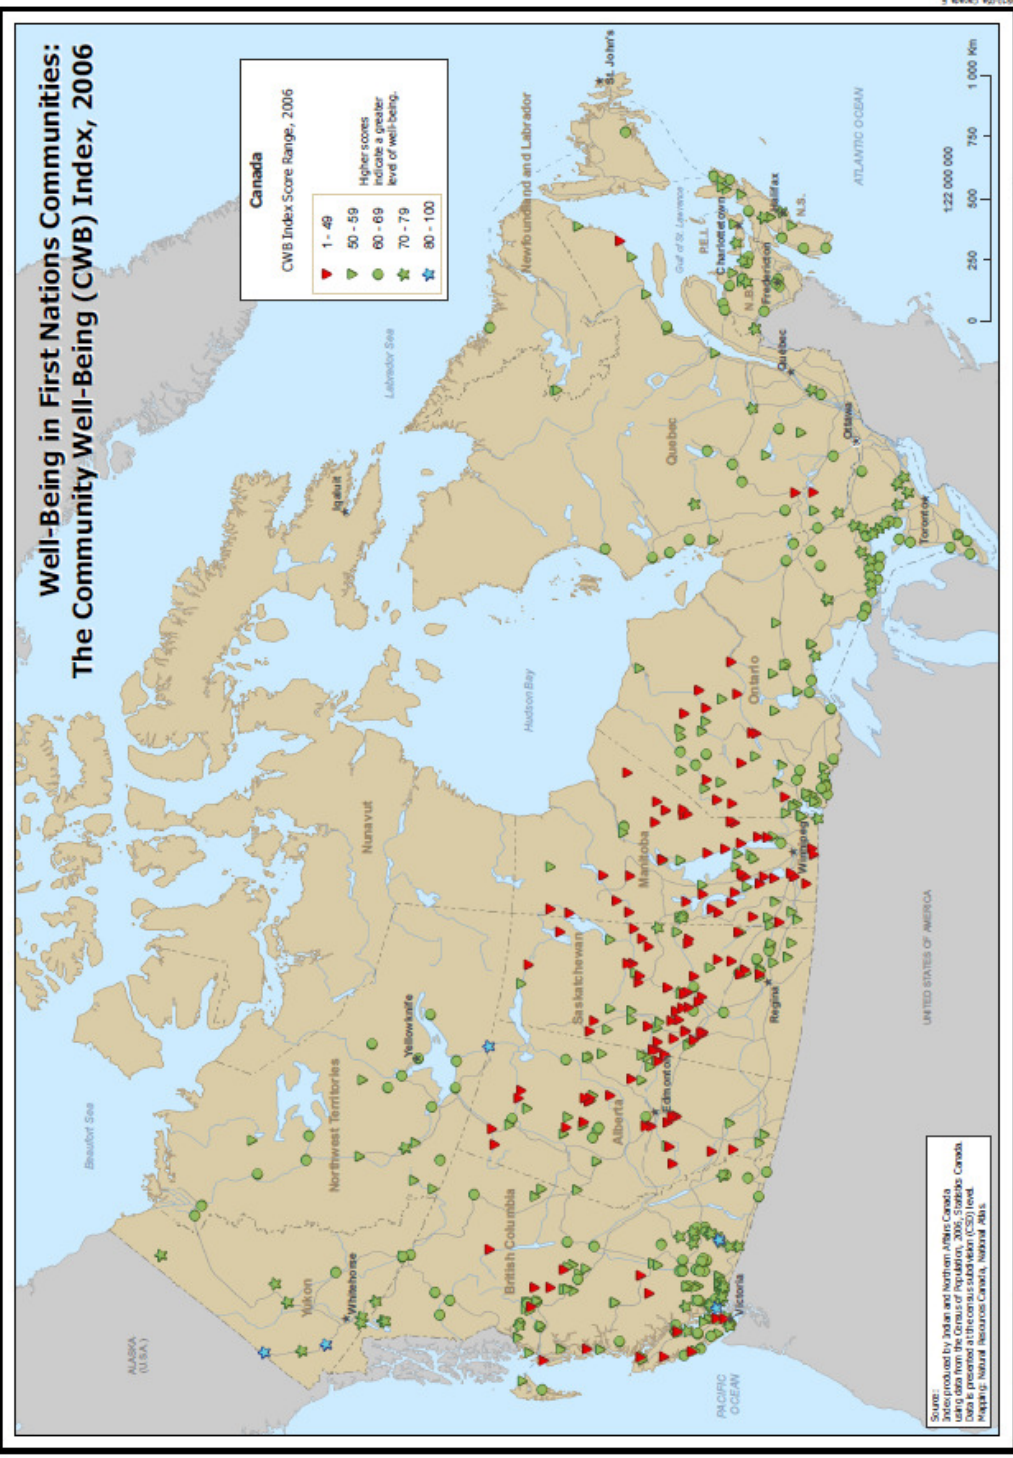 Well-Being in First Nations Communities:
The Community Well-Being (CWB) Index, 2006
Canada
CWB Index Score Range, 2006
1 - 49
50 - 59
60 - 69
70 - 79
80 - 100
Higher scores
indicate a greater
level of well-being.
Beaufort Sea
ALASKA
(U.S.A.)
Yukon
Whitehorse
Northwest Territories
Yellowknife
Nunavut
Iqaluit
Labrador Sea
Hudson Bay
Newfoundland and Labrador
St. John's
British Columbia
Victoria
Alberta
Edmonton
Saskatchewan
Regina
Manitoba
Winnipeg
Ontario
Toronto
Ottawa
Quebec
Québec
Gulf of St. Lawrence
P.E.I.
Charlottetown
N.B.
Fredericton
Halifax
N.S.
PACIFIC
OCEAN
UNITED STATES OF AMERICA
ATLANTIC OCEAN
1:22 000 000
0 250 500 750 1 000 Km
Source:
Index produced by Indian and Northern Affairs Canada
using data from the Census of Population, 2006, Statistics Canada.
Data is presented at the census subdivision (CSD) level.
Mapping: Natural Resources Canada, National Atlas.